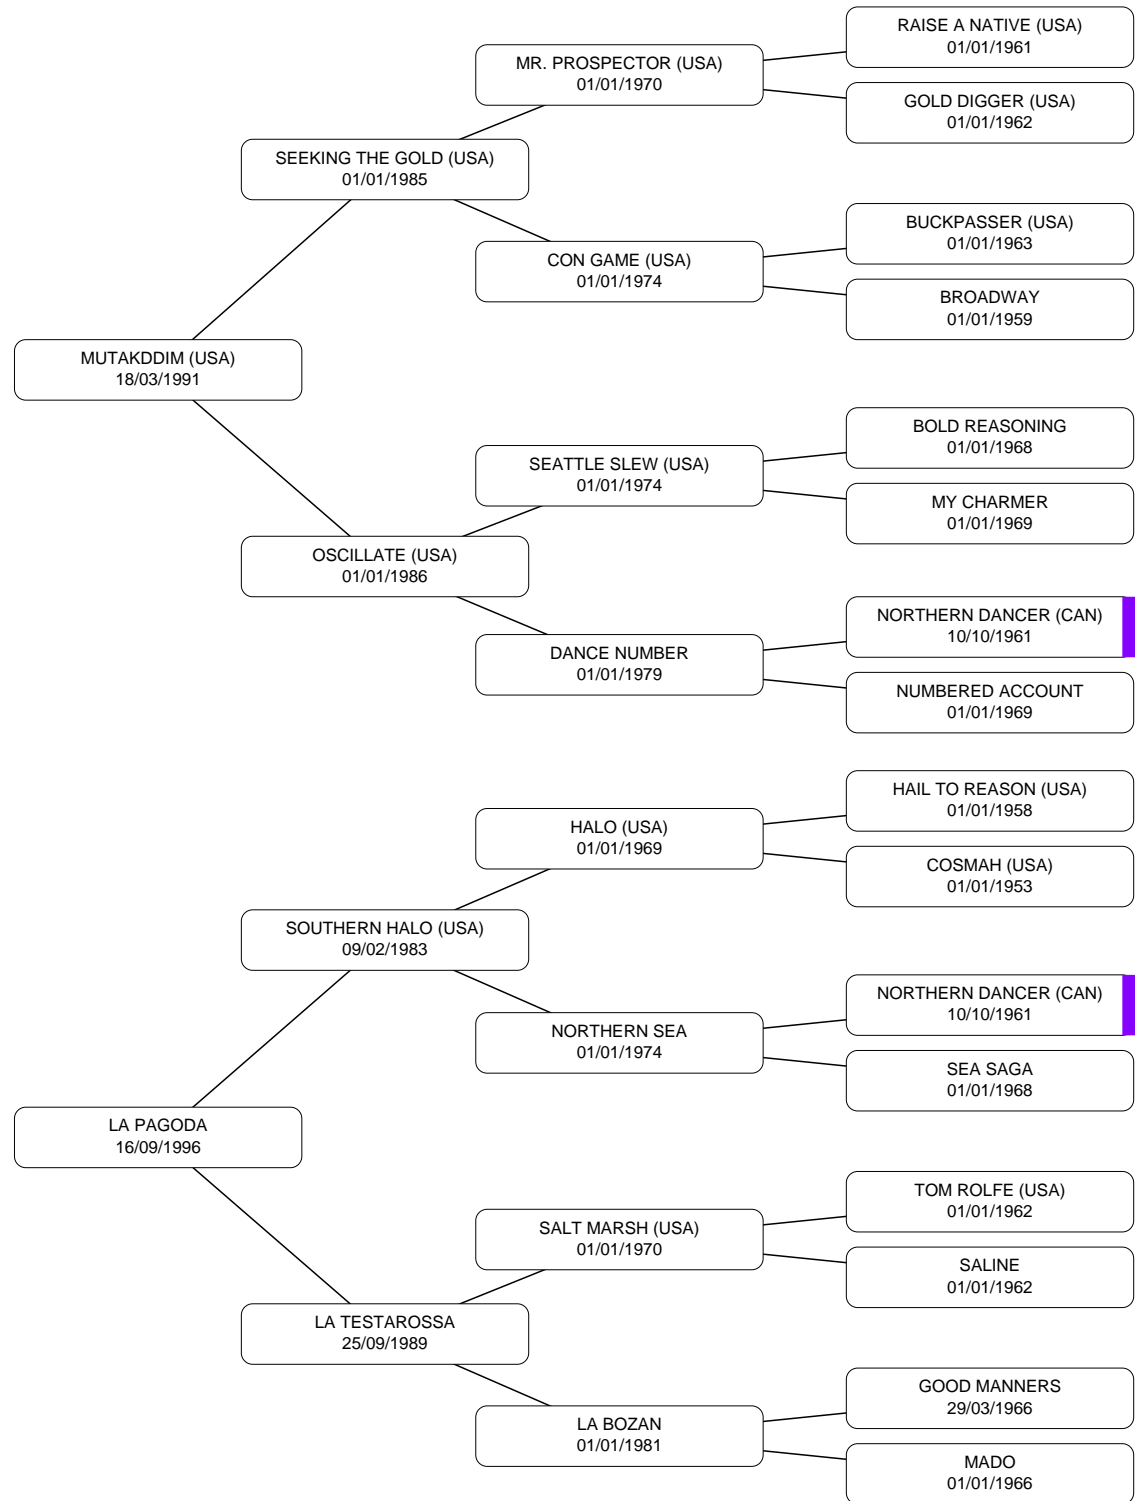 RAISE A NATIVE (USA)
01/01/1961
MR. PROSPECTOR (USA)
01/01/1970
GOLD DIGGER (USA)
01/01/1962
SEEKING THE GOLD (USA)
01/01/1985
BUCKPASSER (USA)
01/01/1963
CON GAME (USA)
01/01/1974
BROADWAY
01/01/1959
MUTAKDDIM (USA)
18/03/1991
BOLD REASONING
01/01/1968
SEATTLE SLEW (USA)
01/01/1974
MY CHARMER
01/01/1969
OSCILLATE (USA)
01/01/1986
NORTHERN DANCER (CAN)
10/10/1961
DANCE NUMBER
01/01/1979
NUMBERED ACCOUNT
01/01/1969
HAIL TO REASON (USA)
01/01/1958
HALO (USA)
01/01/1969
COSMAH (USA)
01/01/1953
SOUTHERN HALO (USA)
09/02/1983
NORTHERN DANCER (CAN)
10/10/1961
NORTHERN SEA
01/01/1974
SEA SAGA
01/01/1968
LA PAGODA
16/09/1996
TOM ROLFE (USA)
01/01/1962
SALT MARSH (USA)
01/01/1970
SALINE
01/01/1962
LA TESTAROSSA
25/09/1989
GOOD MANNERS
29/03/1966
LA BOZAN
01/01/1981
MADO
01/01/1966